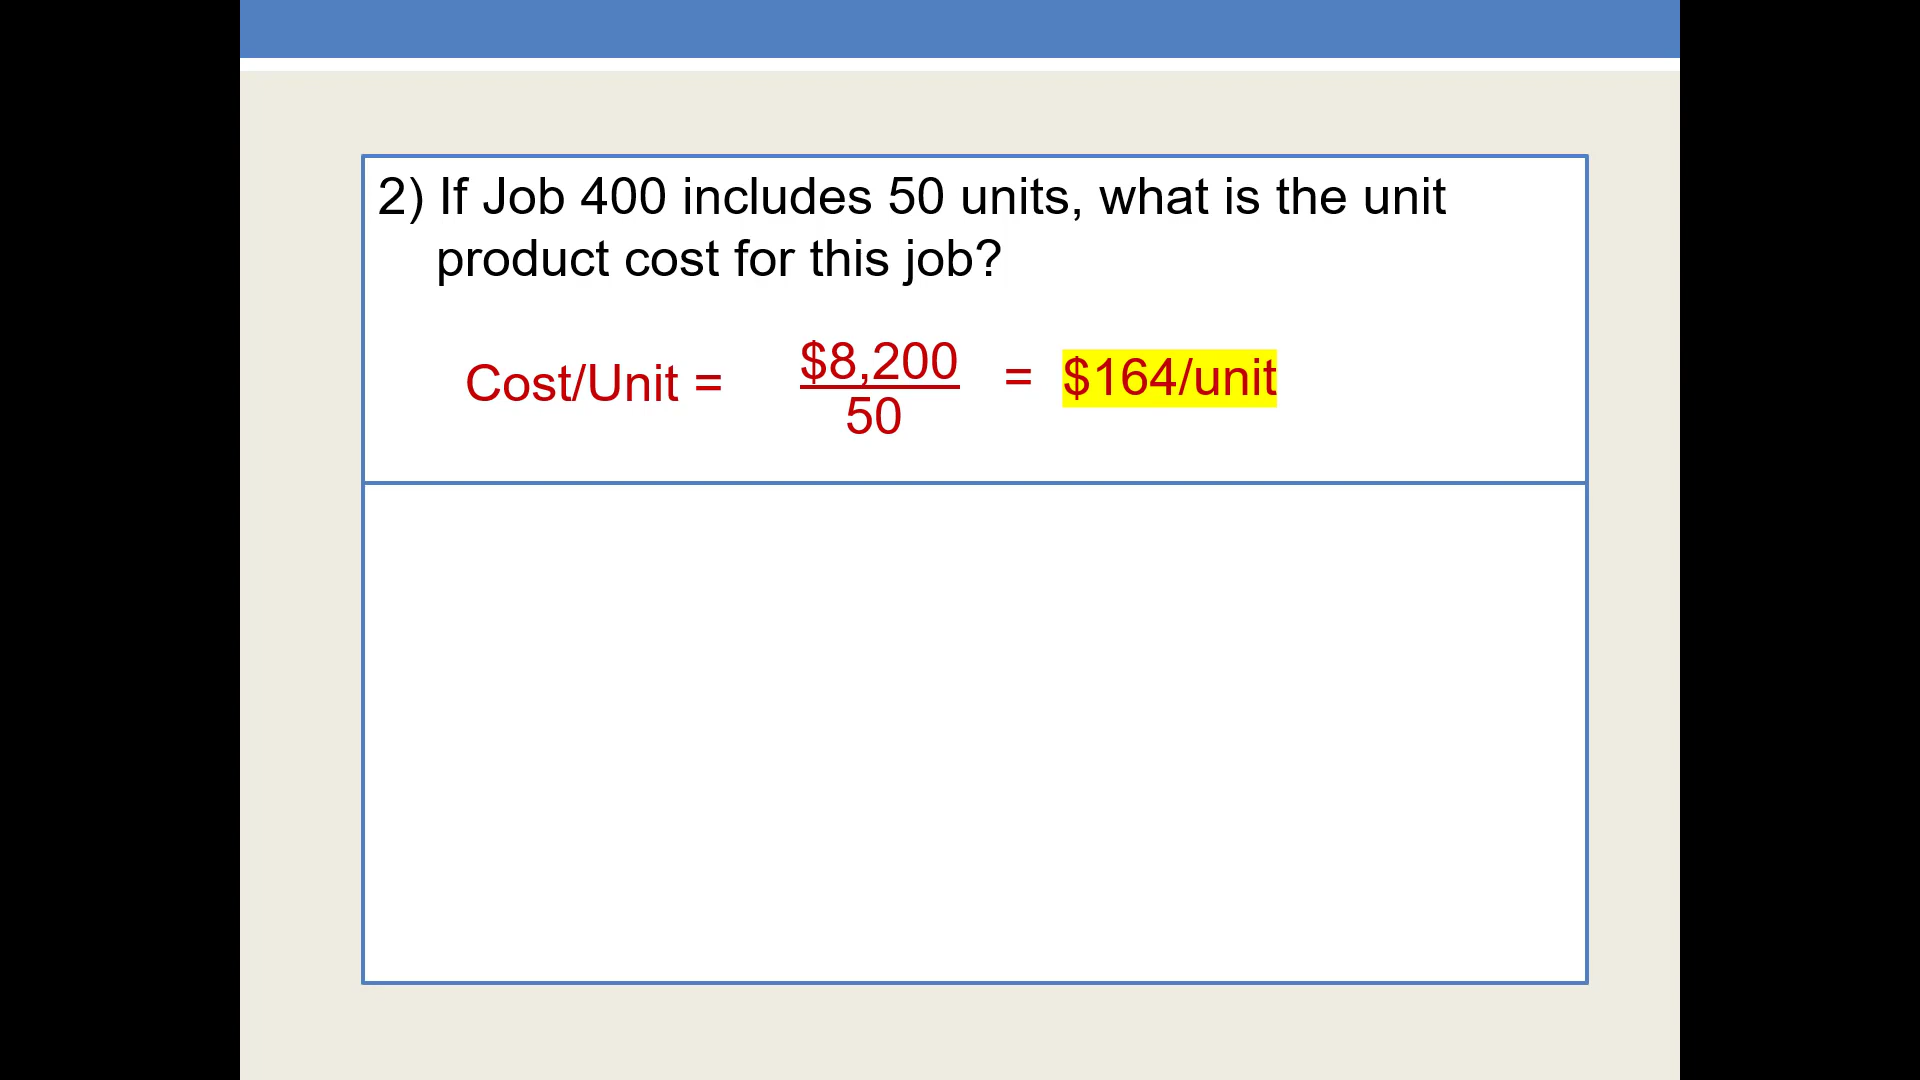 2) If Job 400 includes 50 units, what is the unit
product cost for this job?
Cost/Unit = $8,200 = $164/unit
50